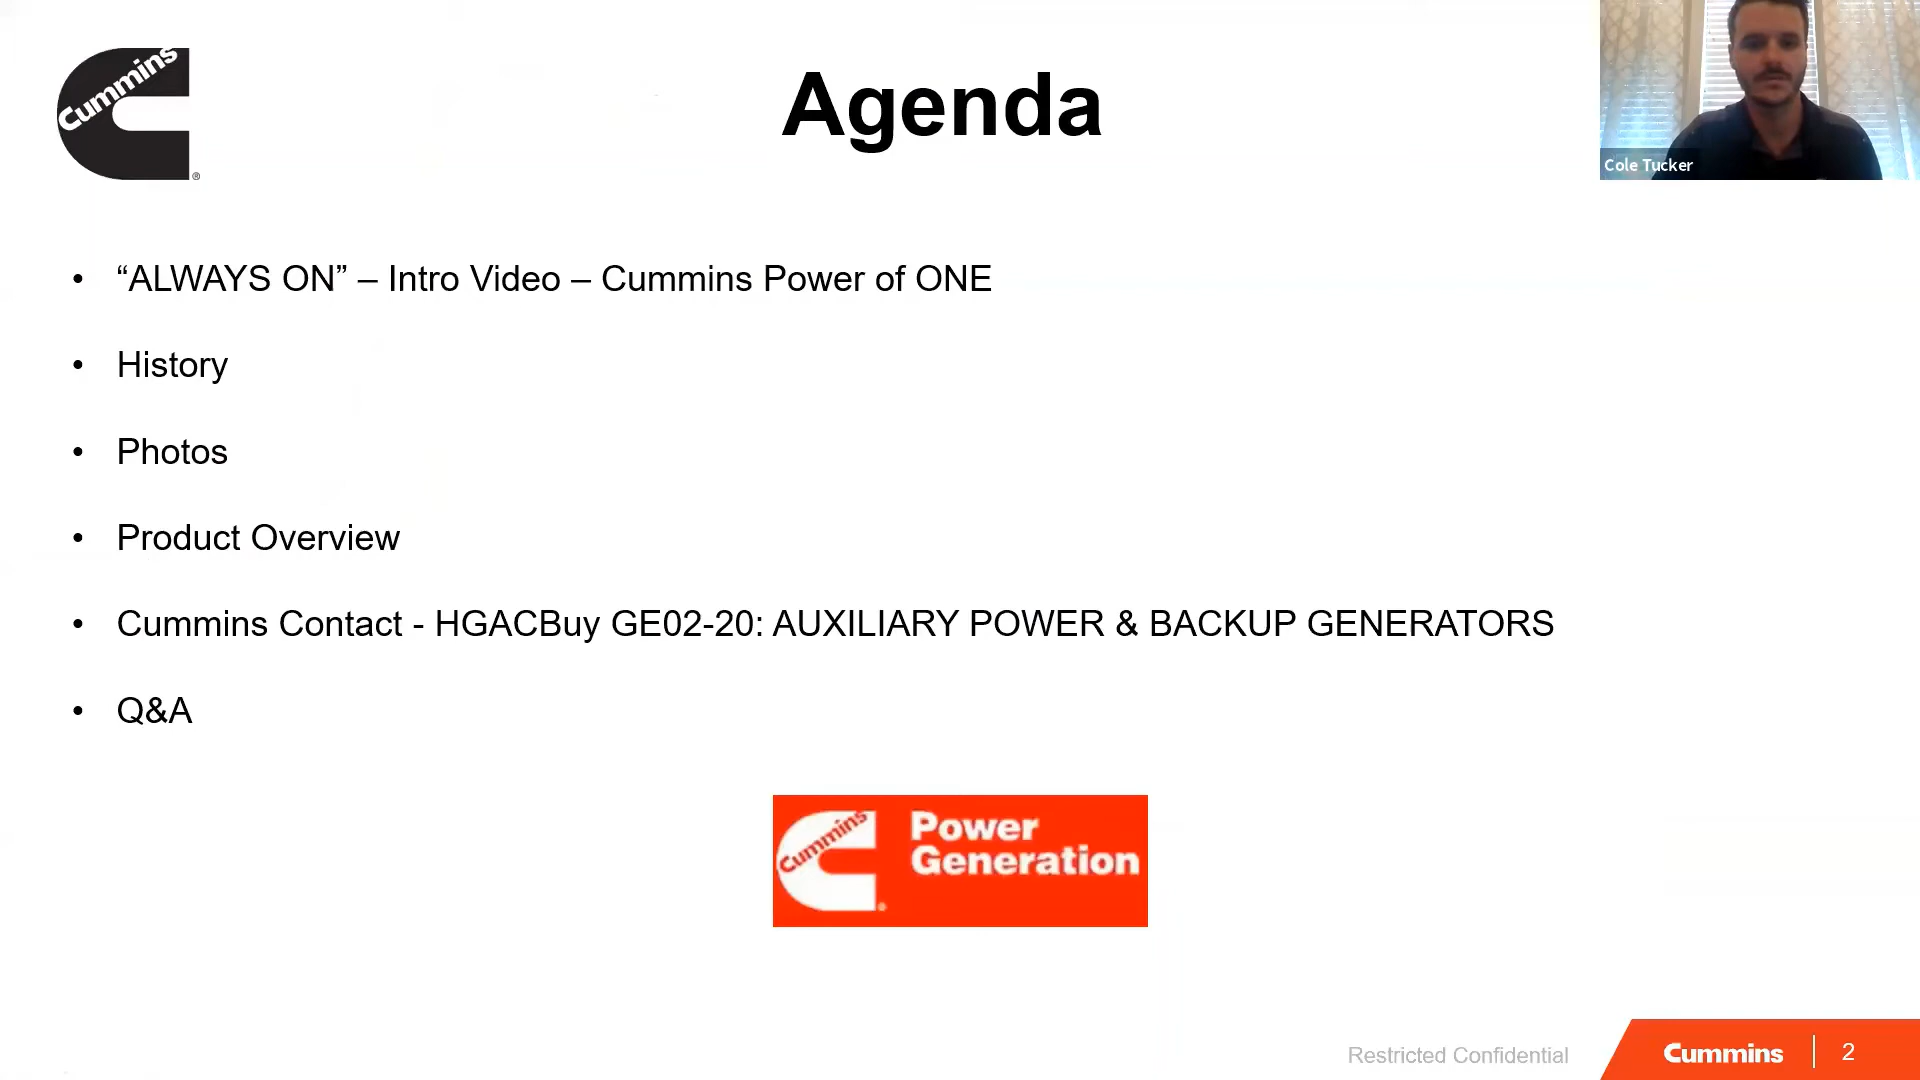 Cummins
®
Agenda
Cole Tucker
• “ALWAYS ON” – Intro Video – Cummins Power of ONE
• History
• Photos
• Product Overview
• Cummins Contact - HGACBuy GE02-20: AUXILIARY POWER & BACKUP GENERATORS
• Q&A
Cummins
Power
Generation
Restricted Confidential
Cummins | 2